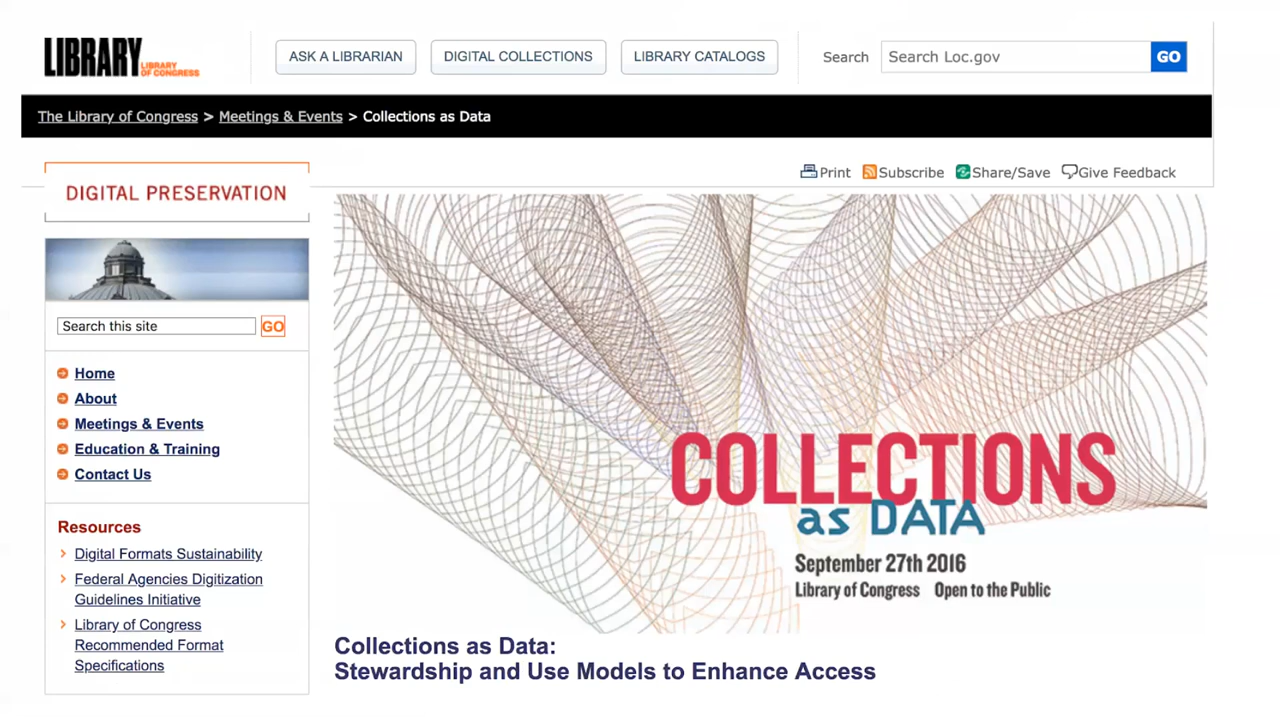 LIBRARY
LIBRARY
OF CONGRESS
ASK A LIBRARIAN
DIGITAL COLLECTIONS
LIBRARY CATALOGS
Search
Search Loc.gov
GO
The Library of Congress > Meetings & Events > Collections as Data
Print
Subscribe
Share/Save
Give Feedback
DIGITAL PRESERVATION
Search this site
GO
Home
About
Meetings & Events
Education & Training
Contact Us
Resources
Digital Formats Sustainability
Federal Agencies Digitization
Guidelines Initiative
Library of Congress
Recommended Format
Specifications
COLLECTIONS
as DATA
September 27th 2016
Library of Congress Open to the Public
Collections as Data:
Stewardship and Use Models to Enhance Access